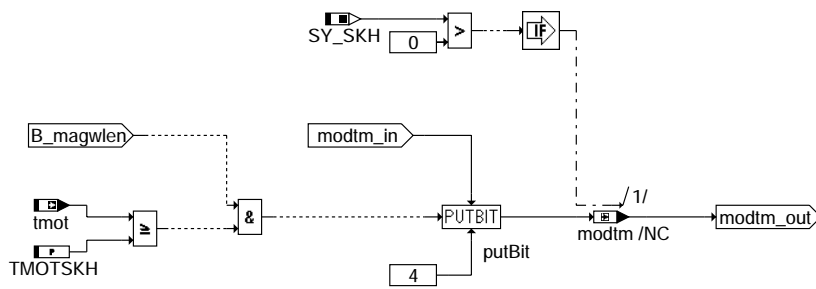 SY_SKH
0
>
IF
B_magwlen
modtm_in
/1/
tmot
&
PUTBIT
modtm_out
≥
modtm /NC
P
TMOTSKH
putBit
4